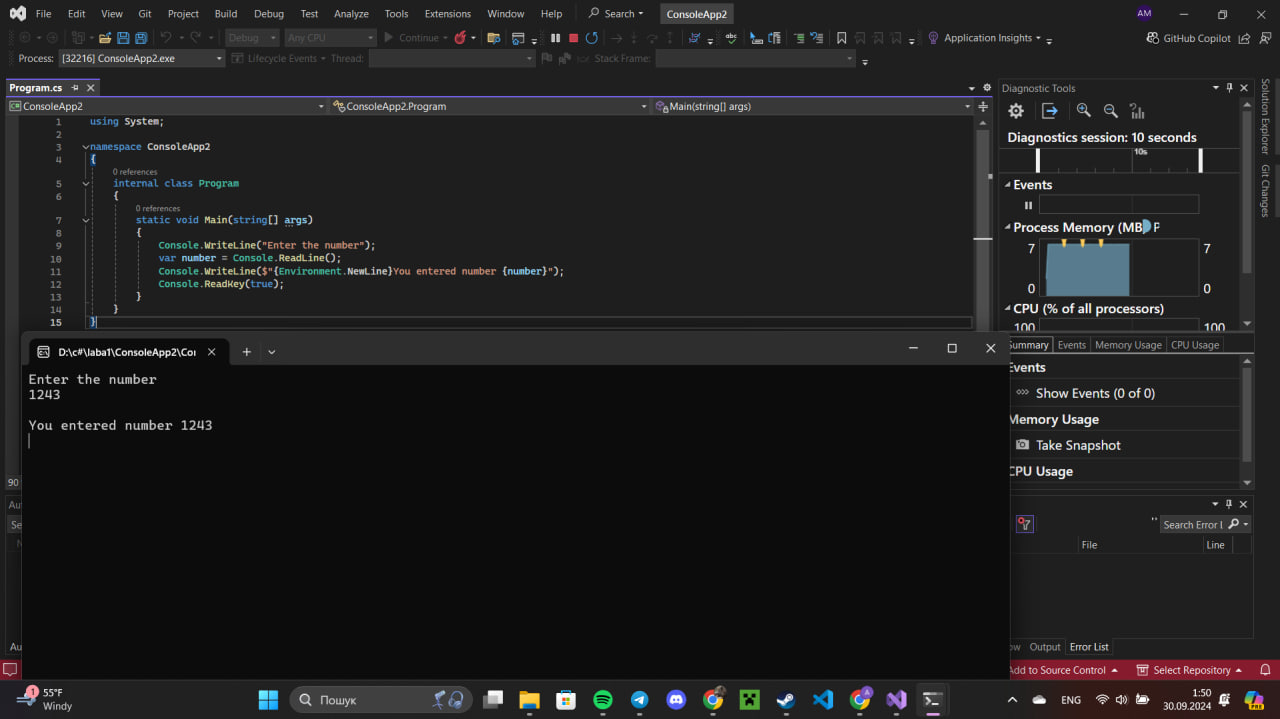 File Edit View Git Project Build Debug Test Analyze Tools Extensions Window Help Search ConsoleApp2 AM
Debug Any CPU Continue Application Insights GitHub Copilot
Process: [32216] ConsoleApp2.exe Lifecycle Events Thread: Stack Frame:
Program.cs
ConsoleApp2 ConsoleApp2.Program Main(string[] args)
1 using System;
2
3 namespace ConsoleApp2
4 {
0 references
5 internal class Program
6 {
0 references
7 static void Main(string[] args)
8 {
9 Console.WriteLine("Enter the number");
10 var number = Console.ReadLine();
11 Console.WriteLine($"{Environment.NewLine}You entered number {number}");
12 Console.ReadKey(true);
13 }
14 }
15 }
90
Diagnostic Tools
Diagnostics session: 10 seconds
10s
Events
Process Memory (MB) P
7 7
0 0
CPU (% of all processors)
100 100
Summary Events Memory Usage CPU Usage
Events
Show Events (0 of 0)
Memory Usage
Take Snapshot
CPU Usage
Solution Explorer
Git Changes
D:\c#\laba1\ConsoleApp2\Co
Enter the number
1243
You entered number 1243
Au
Se
Search Error L
File Line
Au
Output Error List
Add to Source Control Select Repository
1
55°F
Windy
Пошук
ENG
1:50
30.09.2024
PRE